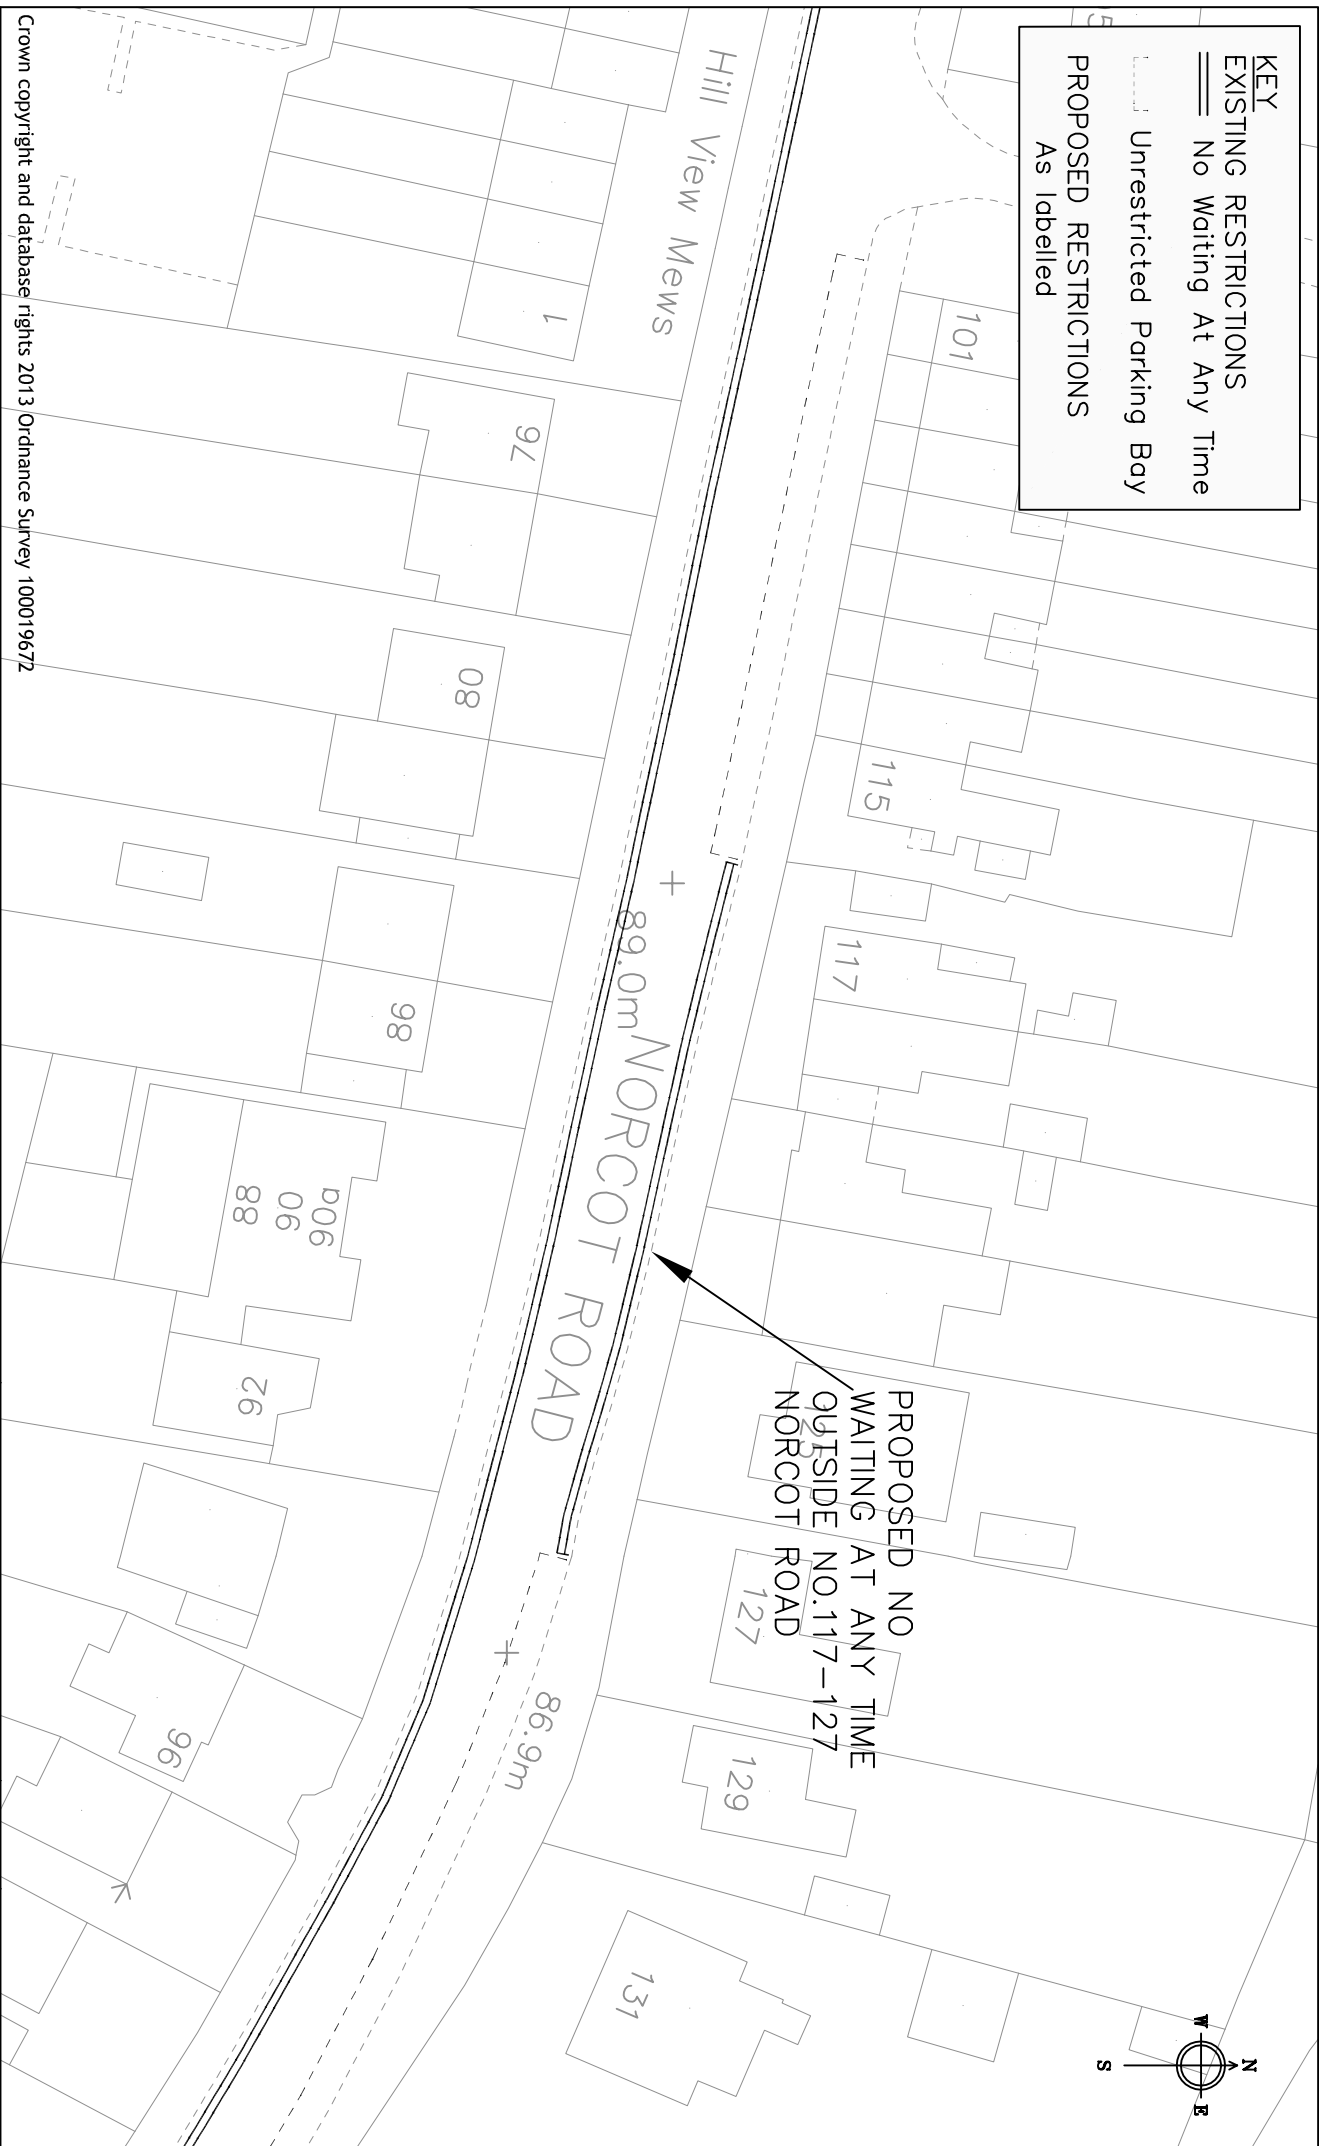 KEY
EXISTING RESTRICTIONS
No Waiting At Any Time
Unrestricted Parking Bay
PROPOSED RESTRICTIONS
As labelled
N
W
E
S
101
115
117
125
127
129
131
PROPOSED NO
WAITING AT ANY TIME
OUTSIDE NO.117-127
NORCOT ROAD
Hill View Mews
89.0m
NORCOT ROAD
86.9m
1
76
80
86
90a
90
88
92
96
Crown copyright and database rights 2013 Ordnance Survey 100019672